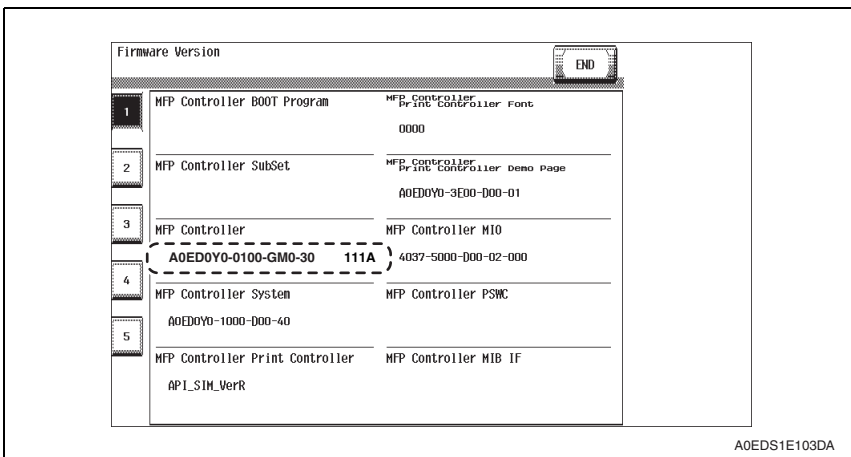 Firmware Version
END
1
2
3
4
5
MFP Controller BOOT Program
MFP Controller SubSet
MFP Controller
A0ED0Y0-0100-GM0-30 111A
MFP Controller System
A0ED0Y0-1000-D00-40
MFP Controller Print Controller
API_SIM_VerR
MFP Controller
Print Controller Font
0000
MFP Controller
Print Controller Demo Page
A0ED0Y0-3E00-D00-01
MFP Controller MIO
4037-5000-D00-02-000
MFP Controller PSWC
MFP Controller MIB IF
A0EDS1E103DA